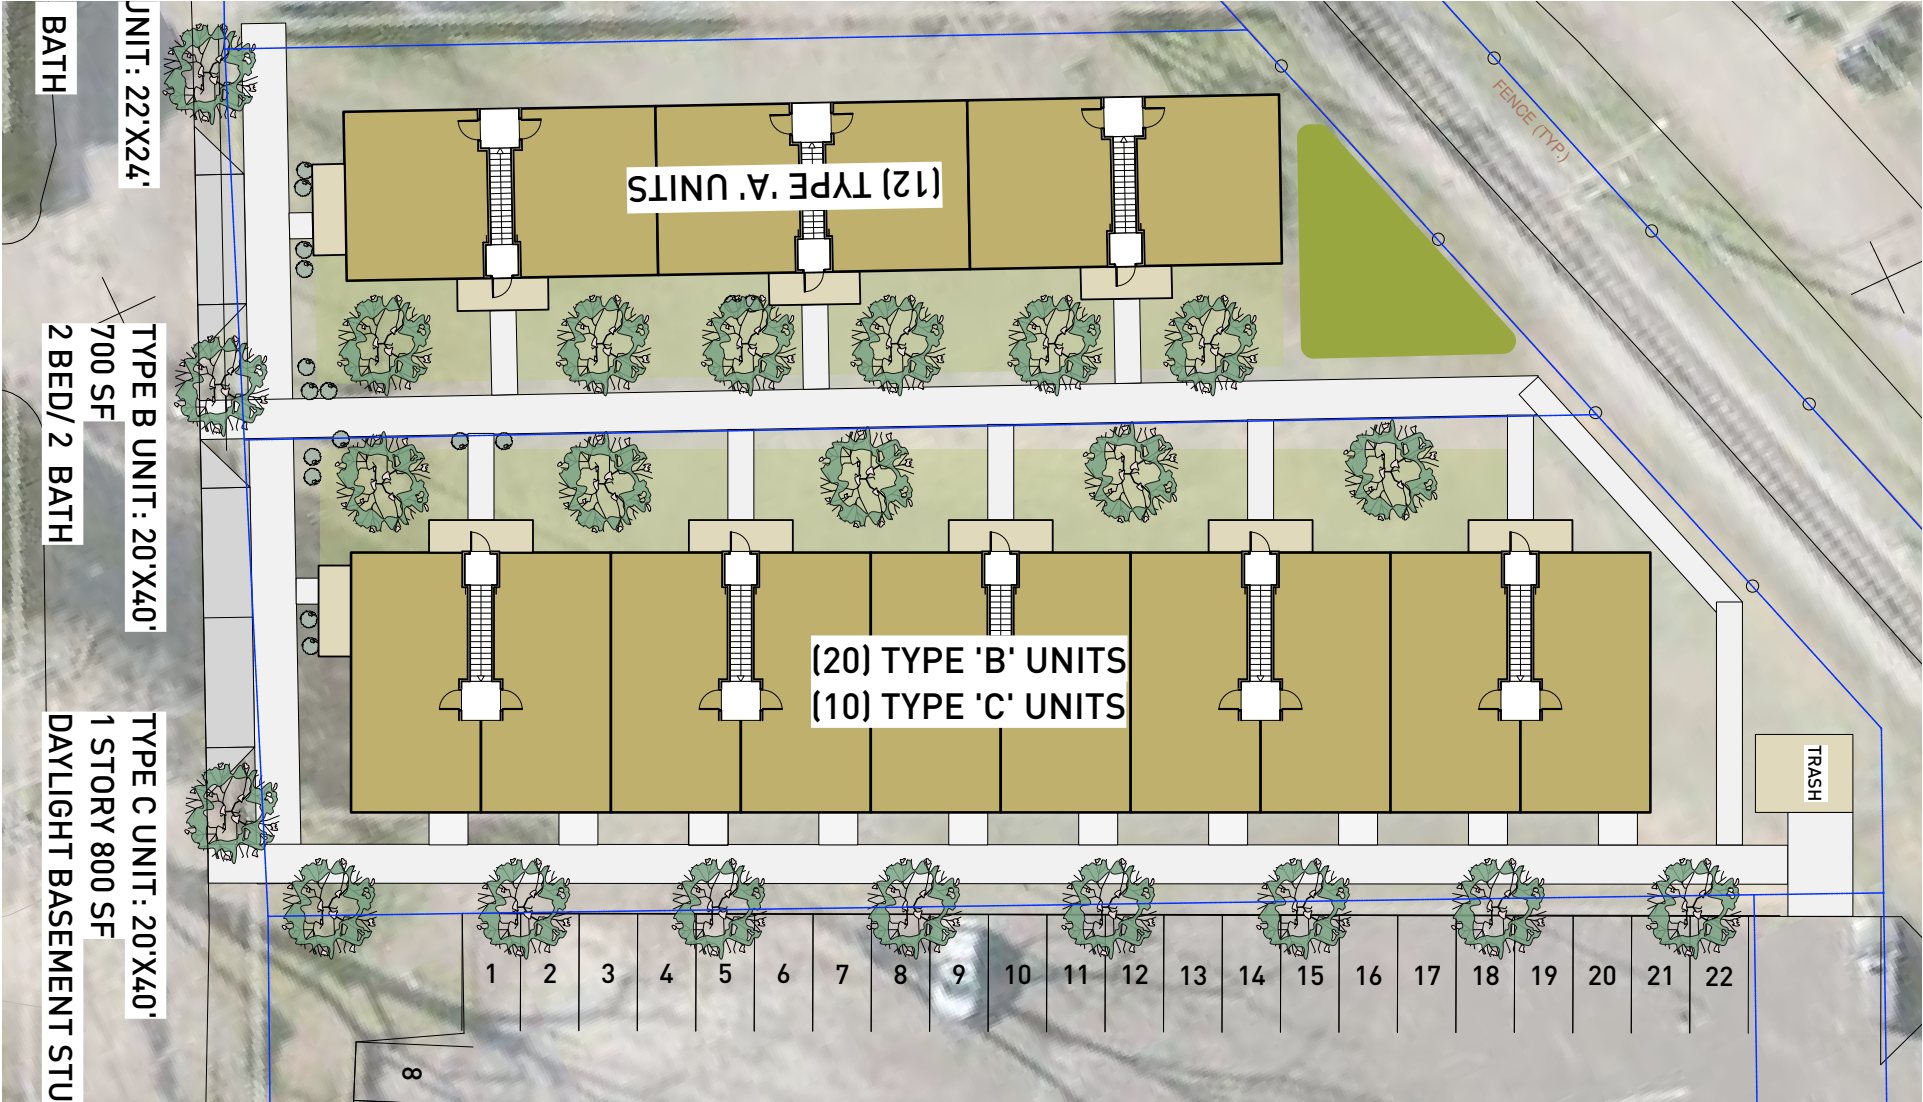 UNIT: 22'X24'
BATH
TYPE B UNIT: 20'X40'
700 SF
2 BED/ 2 BATH
TYPE C UNIT: 20'X40'
1 STORY 800 SF
DAYLIGHT BASEMENT STU
(12) TYPE 'A' UNITS
FENCE (TYP.)
(20) TYPE 'B' UNITS
(10) TYPE 'C' UNITS
TRASH
1 2 3 4 5 6 7 8 9 10 11 12 13 14 15 16 17 18 19 20 21 22
8